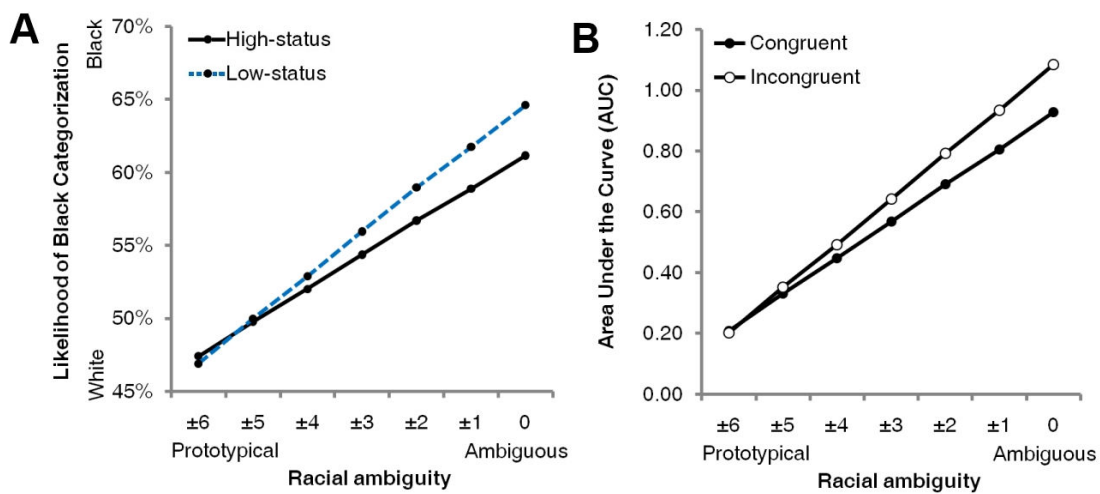 A
Likelihood of Black Categorization
Black
White
70%
65%
60%
55%
50%
45%
High-status
Low-status
±6 ±5 ±4 ±3 ±2 ±1 0
Prototypical Ambiguous
Racial ambiguity
B
Area Under the Curve (AUC)
1.20
1.00
0.80
0.60
0.40
0.20
0.00
Congruent
Incongruent
±6 ±5 ±4 ±3 ±2 ±1 0
Prototypical Ambiguous
Racial ambiguity